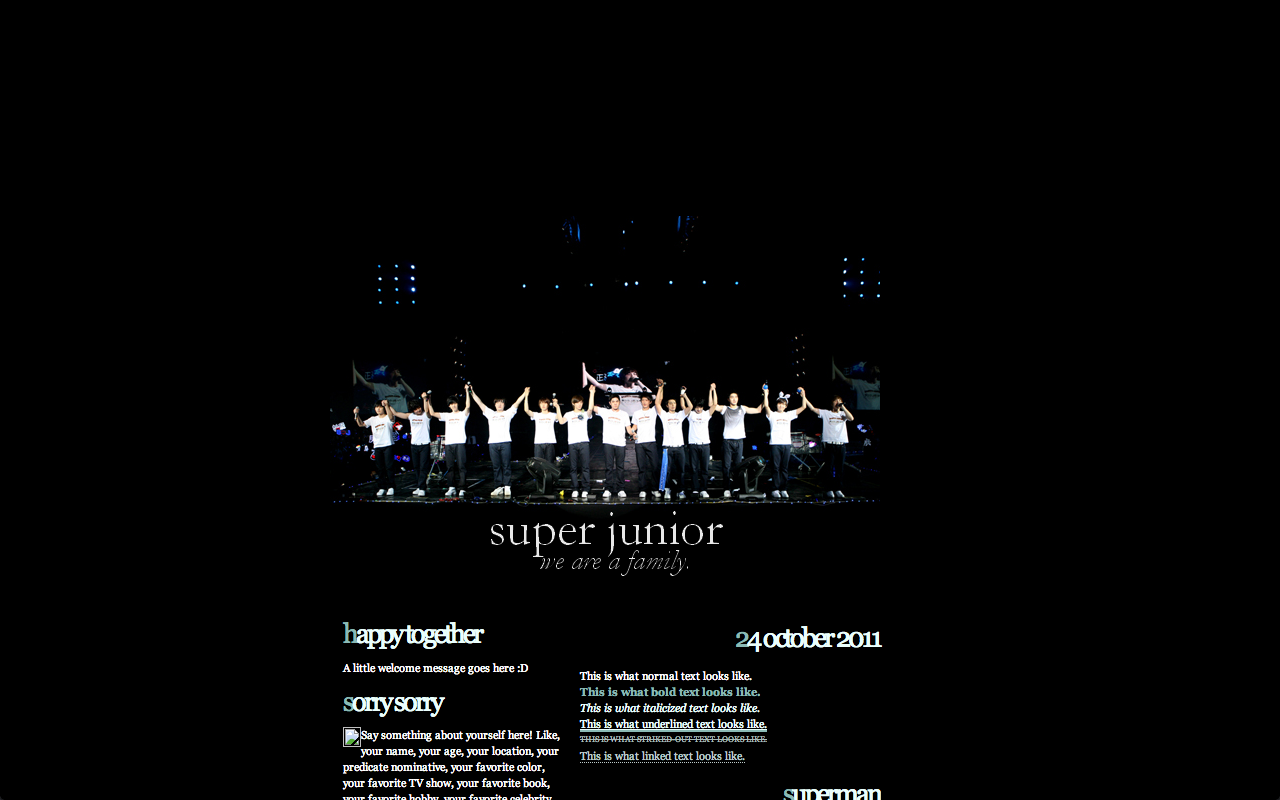 super junior
we are a family.
happy together
A little welcome message goes here :D
sorry sorry
Say something about yourself here! Like,
your name, your age, your location, your
predicate nominative, your favorite color,
your favorite TV show, your favorite book,
your favorite hobby, your favorite celebrity
24 october 2011
This is what normal text looks like.
This is what bold text looks like.
This is what italicized text looks like.
This is what underlined text looks like.
THIS IS WHAT STRIKED-OUT TEXT LOOKS LIKE.
This is what linked text looks like.
superman